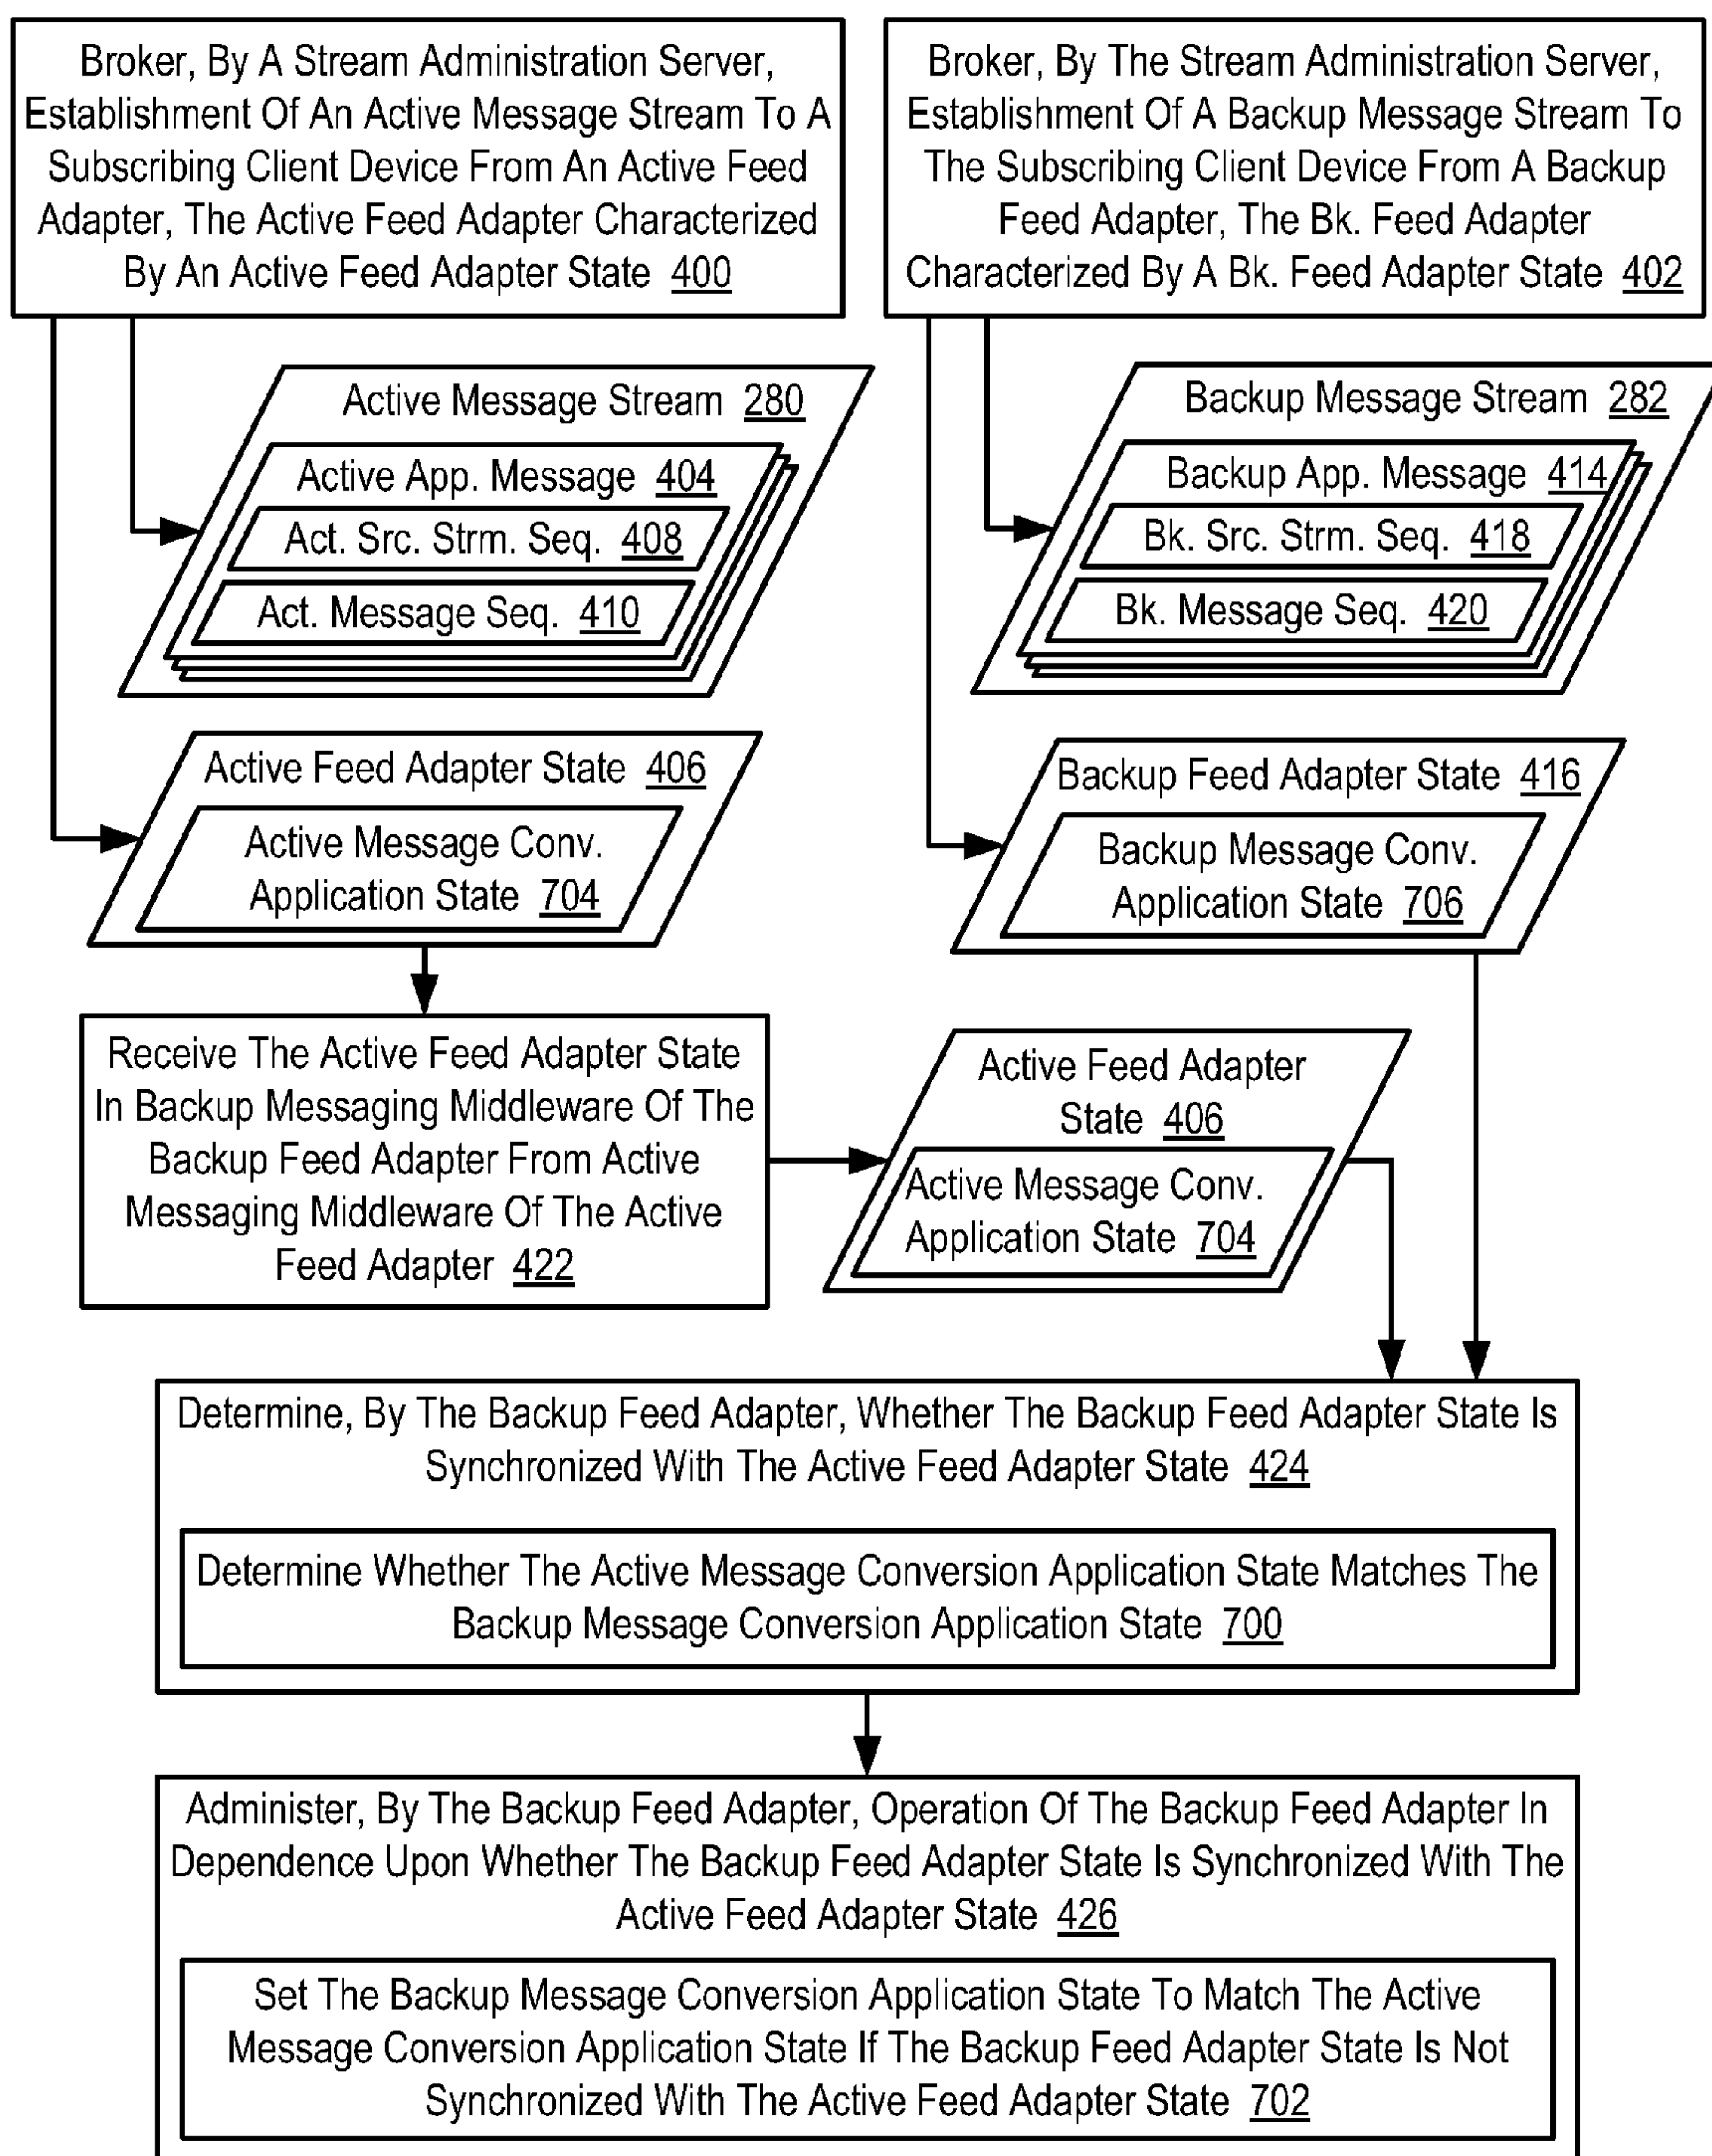 Broker, By A Stream Administration Server,
Establishment Of An Active Message Stream To A
Subscribing Client Device From An Active Feed
Adapter, The Active Feed Adapter Characterized
By An Active Feed Adapter State 400
Broker, By The Stream Administration Server,
Establishment Of A Backup Message Stream To
The Subscribing Client Device From A Backup
Feed Adapter, The Bk. Feed Adapter
Characterized By A Bk. Feed Adapter State 402
Active Message Stream 280
Active App. Message 404
Act. Src. Strm. Seq. 408
Act. Message Seq. 410
Backup Message Stream 282
Backup App. Message 414
Bk. Src. Strm. Seq. 418
Bk. Message Seq. 420
Active Feed Adapter State 406
Active Message Conv.
Application State 704
Backup Feed Adapter State 416
Backup Message Conv.
Application State 706
Receive The Active Feed Adapter State
In Backup Messaging Middleware Of The
Backup Feed Adapter From Active
Messaging Middleware Of The Active
Feed Adapter 422
Active Feed Adapter
State 406
Active Message Conv.
Application State 704
Determine, By The Backup Feed Adapter, Whether The Backup Feed Adapter State Is
Synchronized With The Active Feed Adapter State 424
Determine Whether The Active Message Conversion Application State Matches The
Backup Message Conversion Application State 700
Administer, By The Backup Feed Adapter, Operation Of The Backup Feed Adapter In
Dependence Upon Whether The Backup Feed Adapter State Is Synchronized With The
Active Feed Adapter State 426
Set The Backup Message Conversion Application State To Match The Active
Message Conversion Application State If The Backup Feed Adapter State Is Not
Synchronized With The Active Feed Adapter State 702